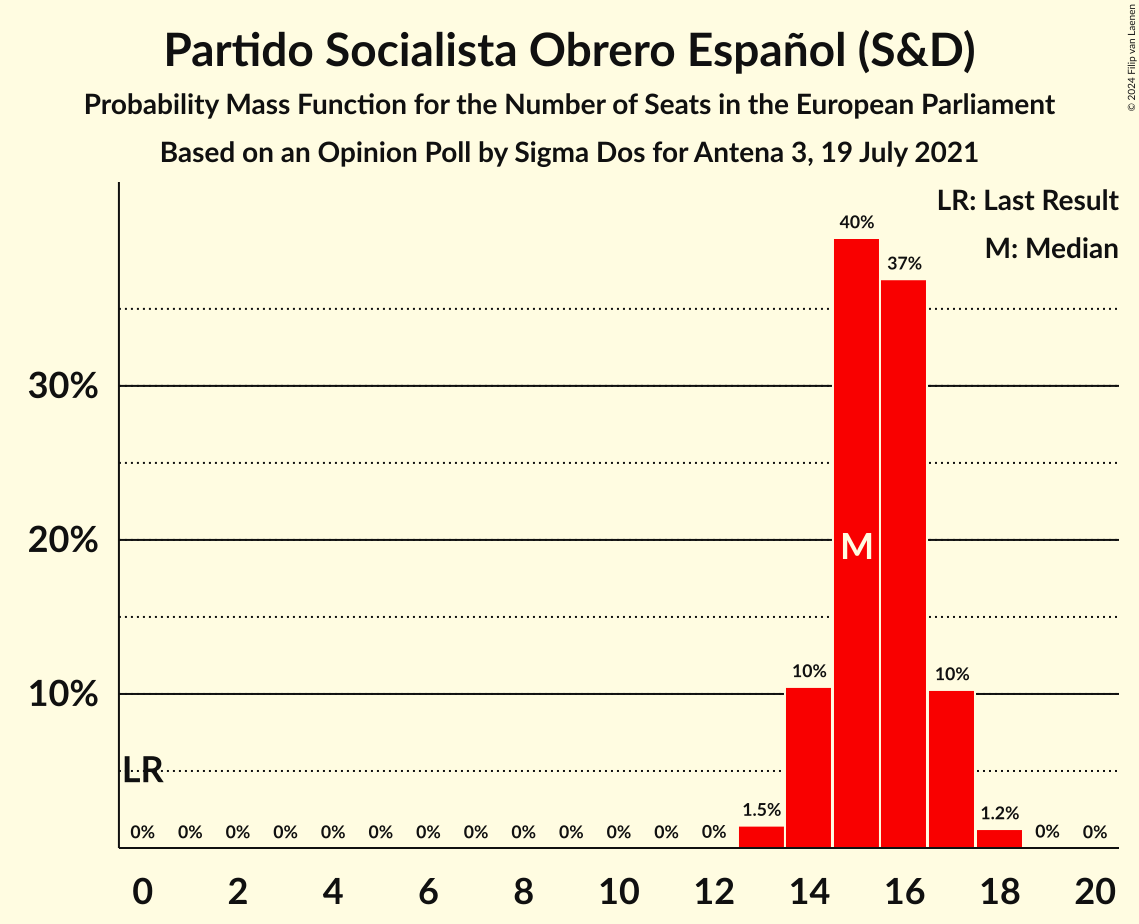 Partido Socialista Obrero Español (S&D)
Probability Mass Function for the Number of Seats in the European Parliament
Based on an Opinion Poll by Sigma Dos for Antena 3, 19 July 2021
© 2024 Filip van Laenen
LR: Last Result
M: Median
40%
37%
30%
20%
M
10%
10%
10%
LR
0% 0% 0% 0% 0% 0% 0% 0% 0% 0% 0% 0% 0% 1.5% 1.2% 0% 0%
0 2 4 6 8 10 12 14 16 18 20